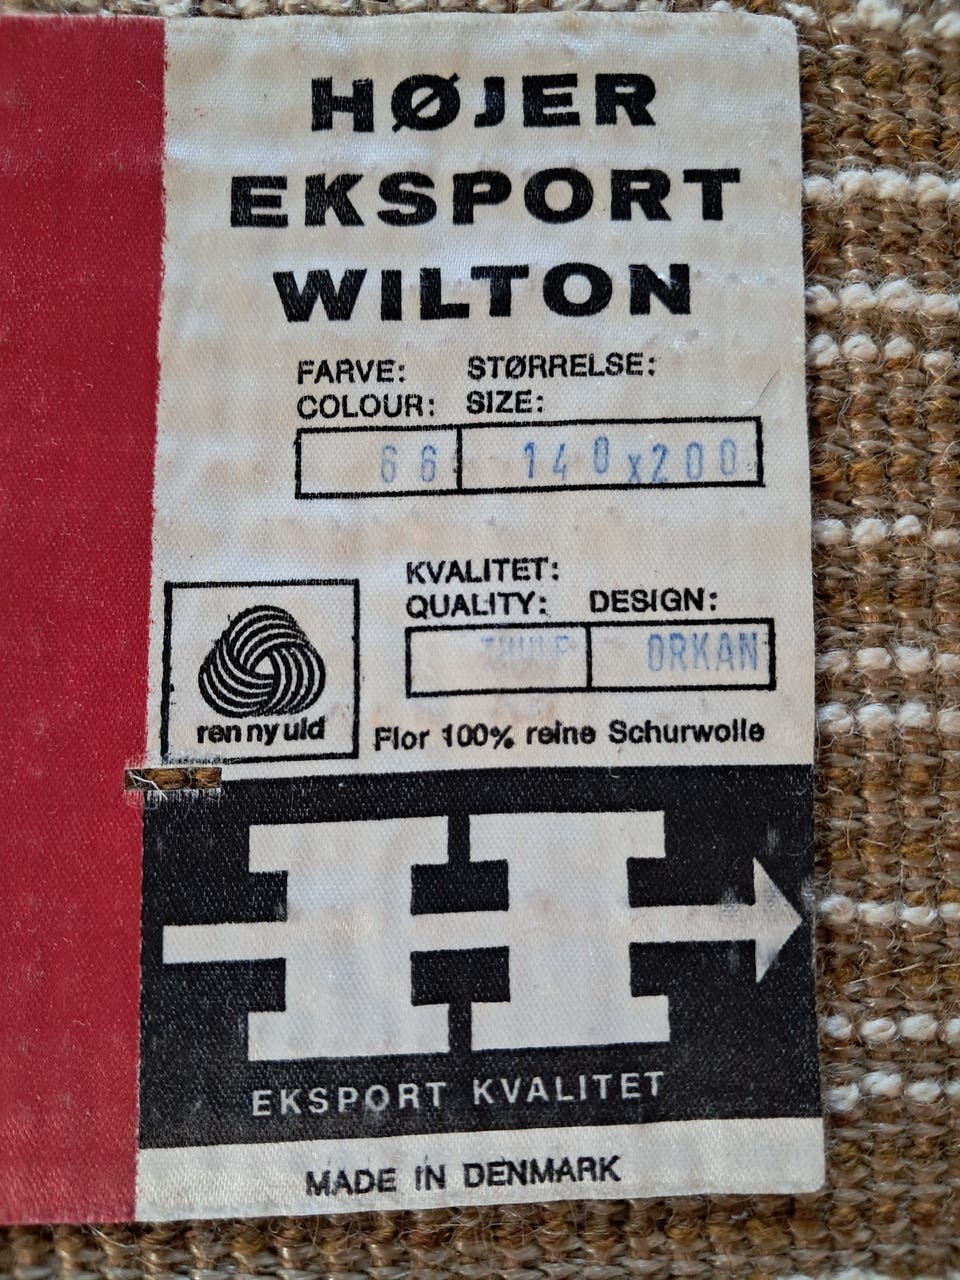 HØJER
EKSPORT
WILTON
FARVE: STØRRELSE:
COLOUR: SIZE:
66 140x200
KVALITET:
QUALITY: DESIGN:
ORKAN
ren ny uld
Flor 100% reine Schurwolle
H
EKSPORT KVALITET
MADE IN DENMARK